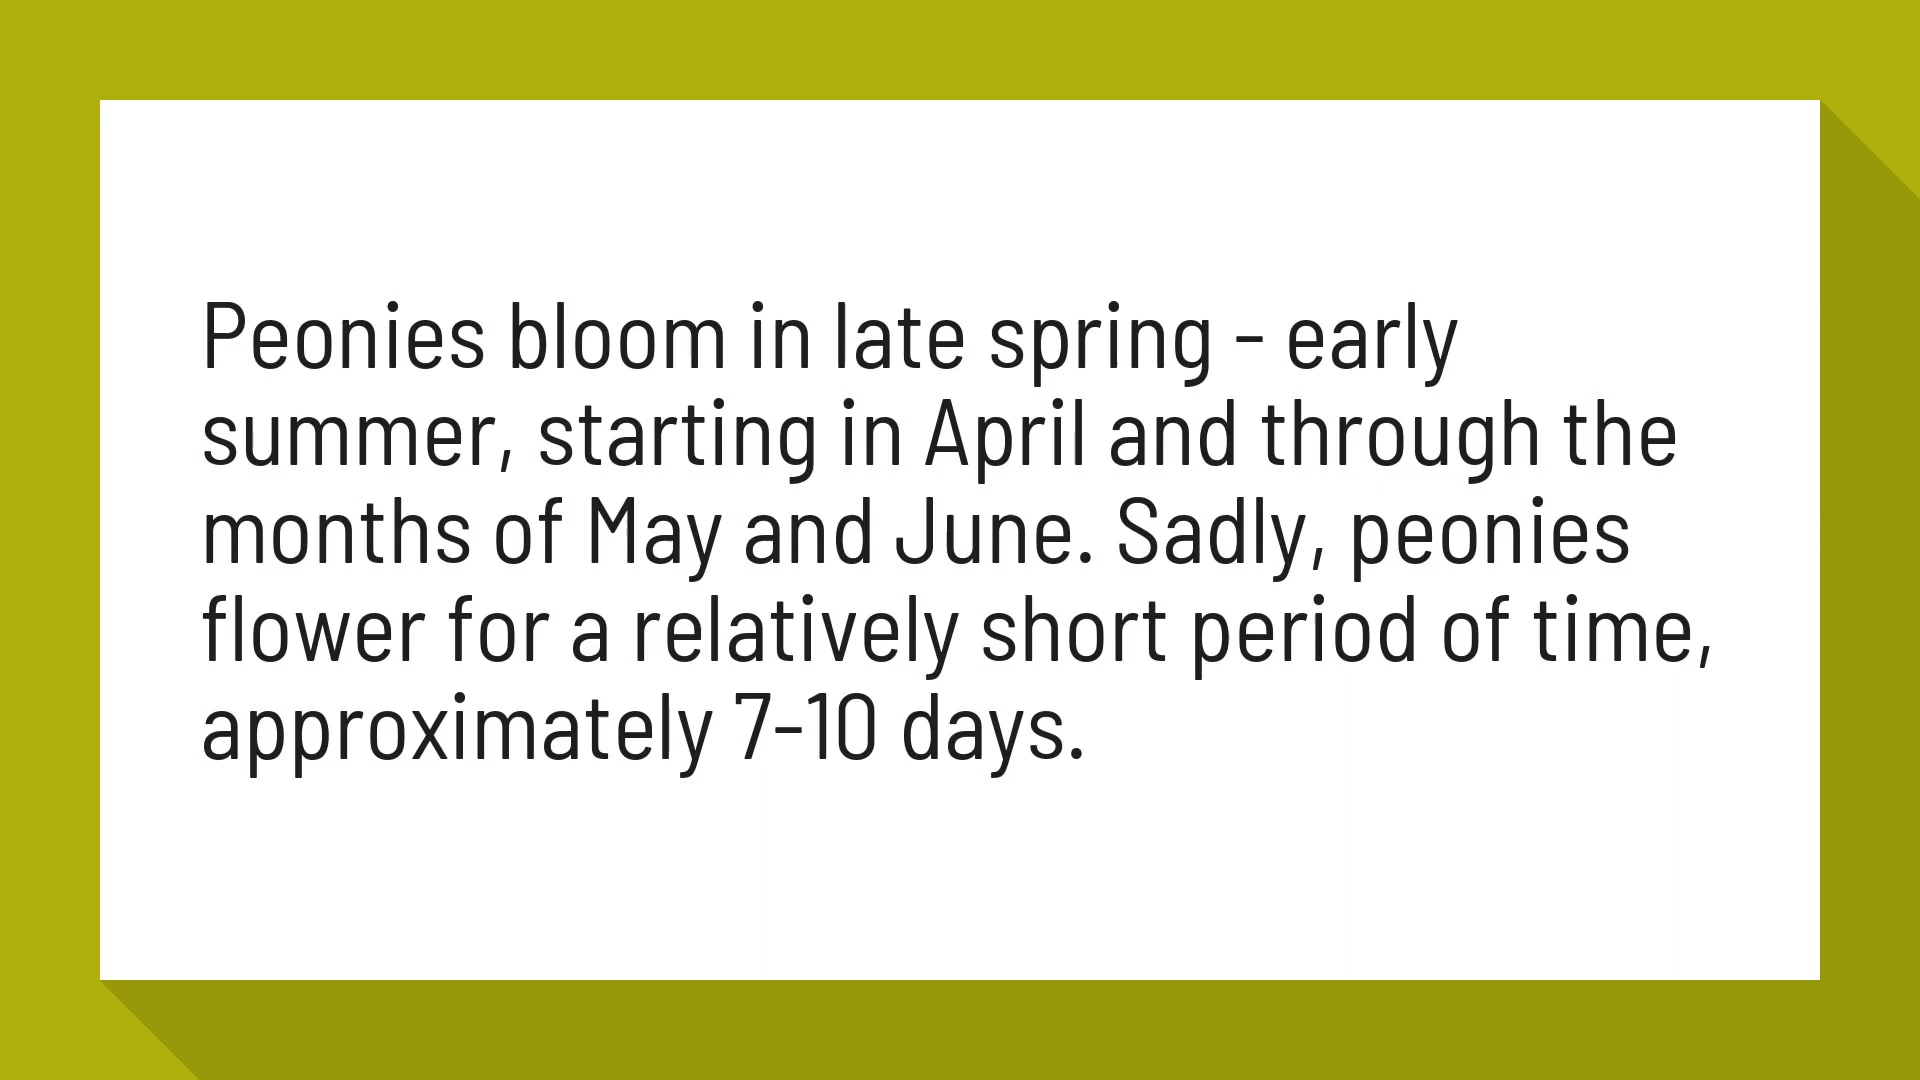 Peonies bloom in late spring - early
summer, starting in April and through the
months of May and June. Sadly, peonies
flower for a relatively short period of time,
approximately 7-10 days.